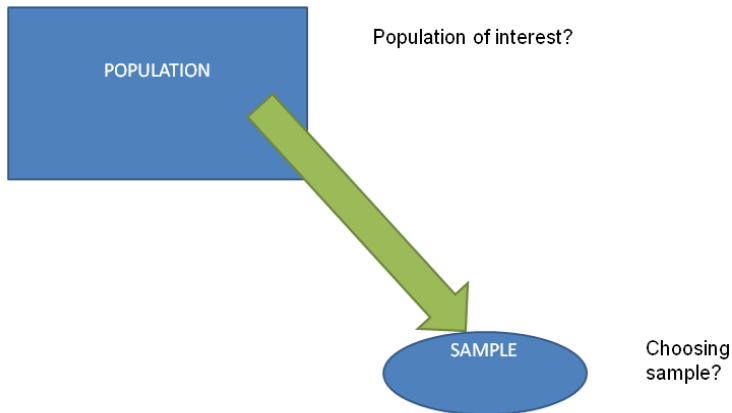 Population of interest?
POPULATION
SAMPLE
Choosing
sample?